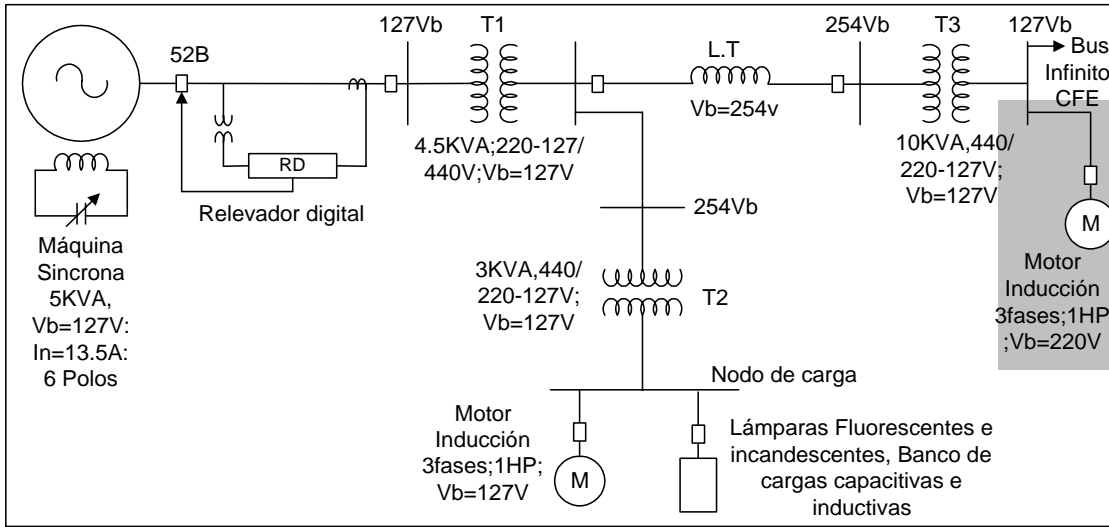 52B
127Vb
T1
L.T
Vb=254v
254Vb
T3
127Vb
Bus
Infinito
CFE
4.5KVA;220-127/
440V;Vb=127V
10KVA,440/
220-127V;
Vb=127V
RD
Relevador digital
Máquina
Sincrona
5KVA,
Vb=127V:
In=13.5A:
6 Polos
254Vb
3KVA,440/
220-127V;
Vb=127V
T2
M
Motor
Inducción
3fases;1HP
;Vb=220V
Nodo de carga
Motor
Inducción
3fases;1HP;
Vb=127V
M
Lámparas Fluorescentes e
incandescentes, Banco de
cargas capacitivas e
inductivas